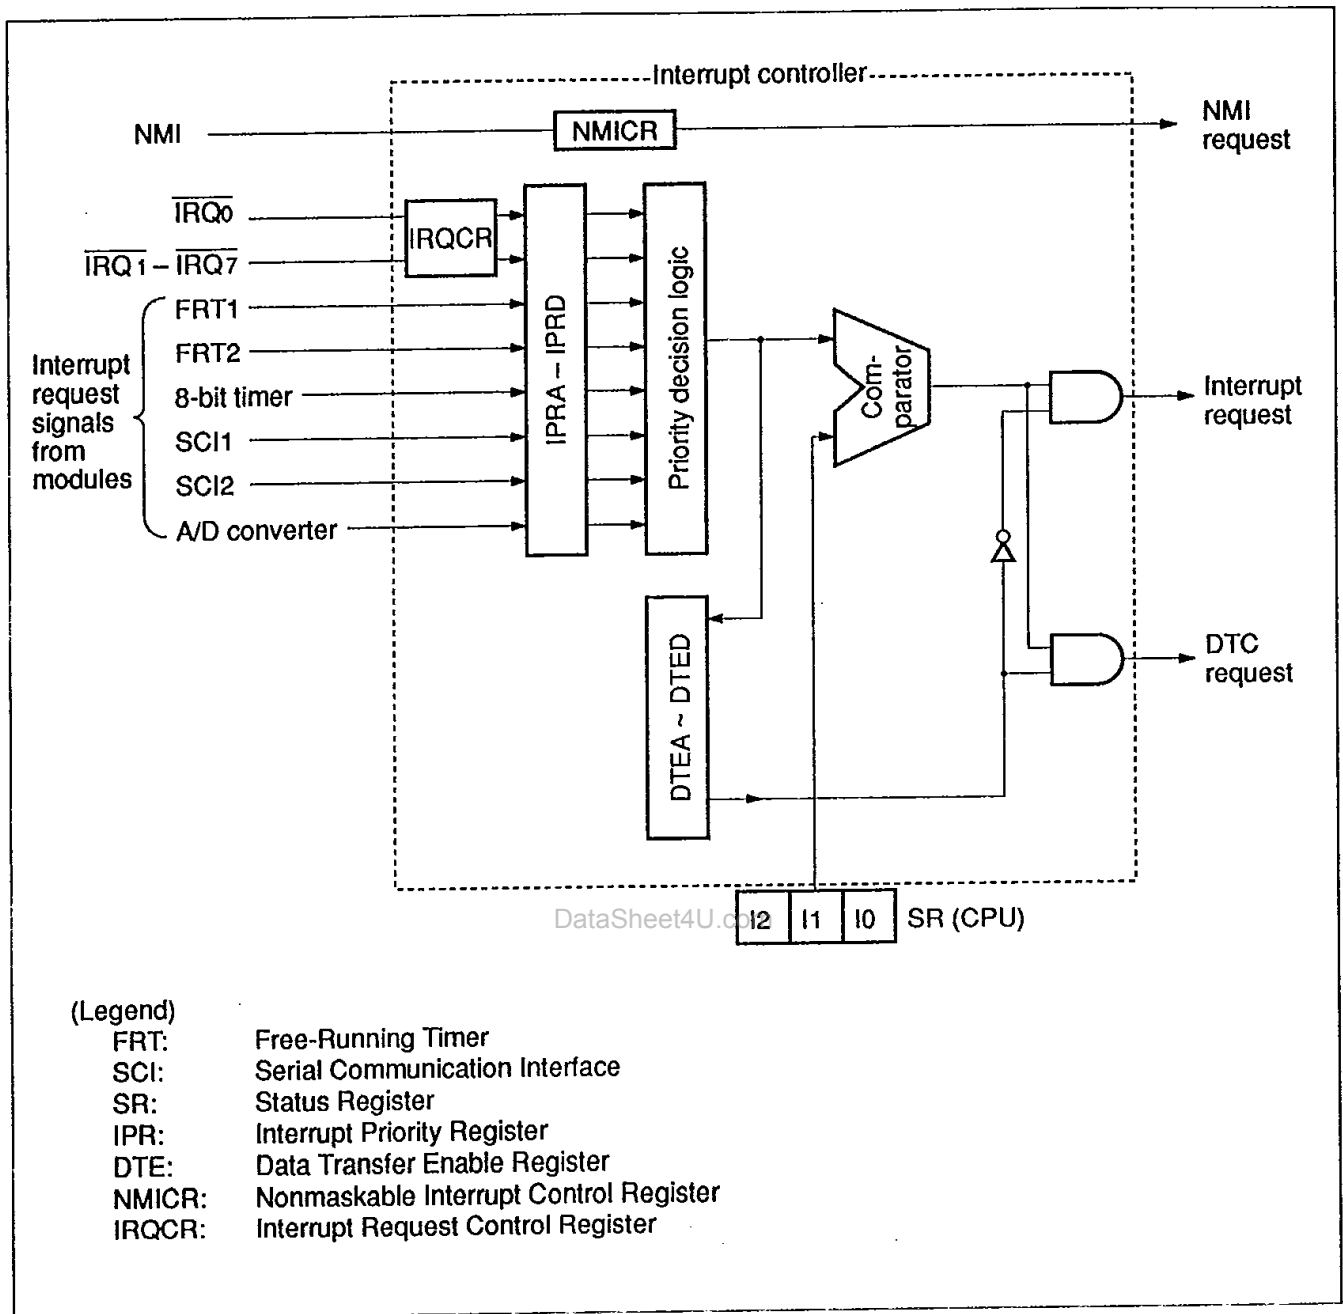 Interrupt controller
NMI
NMICR
NMI
request
IRQ0
IRQ1 – IRQ7
IRQCR
FRT1
FRT2
8-bit timer
SCI1
SCI2
A/D converter
Interrupt
request
signals
from
modules
IPRA – IPRD
Priority decision logic
Com-
parator
Interrupt
request
DTEA ~ DTED
DTC
request
I2 I1 I0 SR (CPU)
DataSheet4U.com
(Legend)
FRT: Free-Running Timer
SCI: Serial Communication Interface
SR: Status Register
IPR: Interrupt Priority Register
DTE: Data Transfer Enable Register
NMICR: Nonmaskable Interrupt Control Register
IRQCR: Interrupt Request Control Register